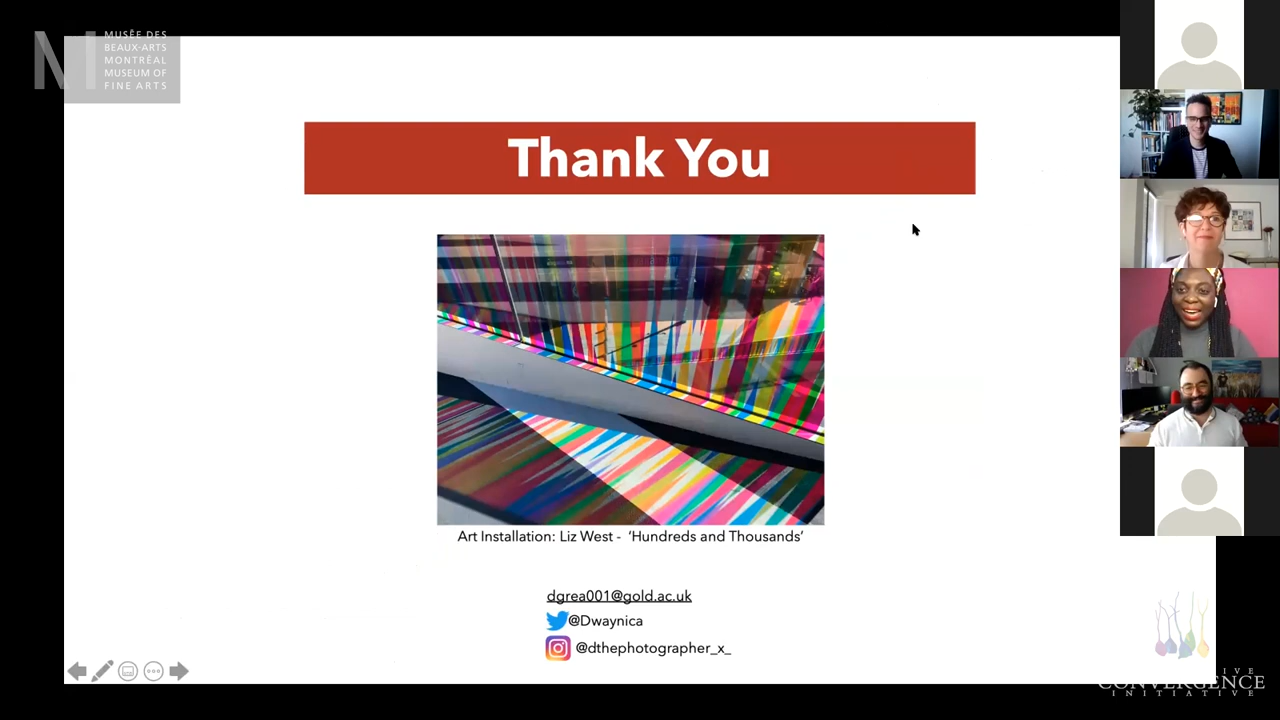 MUSÉE DES
BEAUX-ARTS
MONTRÉAL
MUSEUM OF
FINE ARTS
Thank You
Art Installation: Liz West - ‘Hundreds and Thousands’
dgrea001@gold.ac.uk
@Dwaynica
@dthephotographer_x_
CONVERGENCE
INITIATIVE